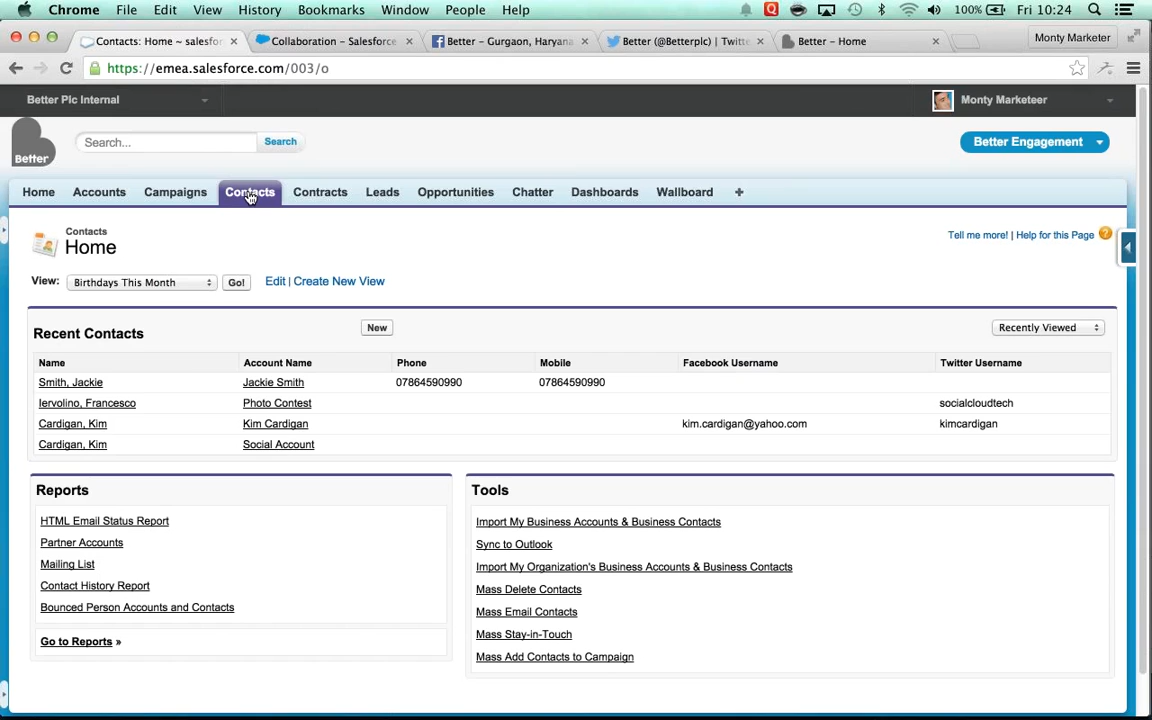 Chrome File Edit View History Bookmarks Window People Help 100% Fri 10:24
Contacts: Home ~ salesfor Collaboration – Salesforce Better – Gurgaon, Haryana Better (@Betterplc) | Twitte Better – Home Monty Marketer
https://emea.salesforce.com/003/o
Better Plc Internal Monty Marketeer
Better Search... Search Better Engagement
Home Accounts Campaigns Contacts Contracts Leads Opportunities Chatter Dashboards Wallboard +
Contacts
Home
Tell me more! | Help for this Page ?
View: Birthdays This Month Go! Edit | Create New View
Recent Contacts New Recently Viewed
Name Account Name Phone Mobile Facebook Username Twitter Username
Smith, Jackie Jackie Smith 07864590990 07864590990
Iervolino, Francesco Photo Contest socialcloudtech
Cardigan, Kim Kim Cardigan kim.cardigan@yahoo.com kimcardigan
Cardigan, Kim Social Account
Reports
HTML Email Status Report
Partner Accounts
Mailing List
Contact History Report
Bounced Person Accounts and Contacts
Go to Reports »
Tools
Import My Business Accounts & Business Contacts
Sync to Outlook
Import My Organization's Business Accounts & Business Contacts
Mass Delete Contacts
Mass Email Contacts
Mass Stay-in-Touch
Mass Add Contacts to Campaign